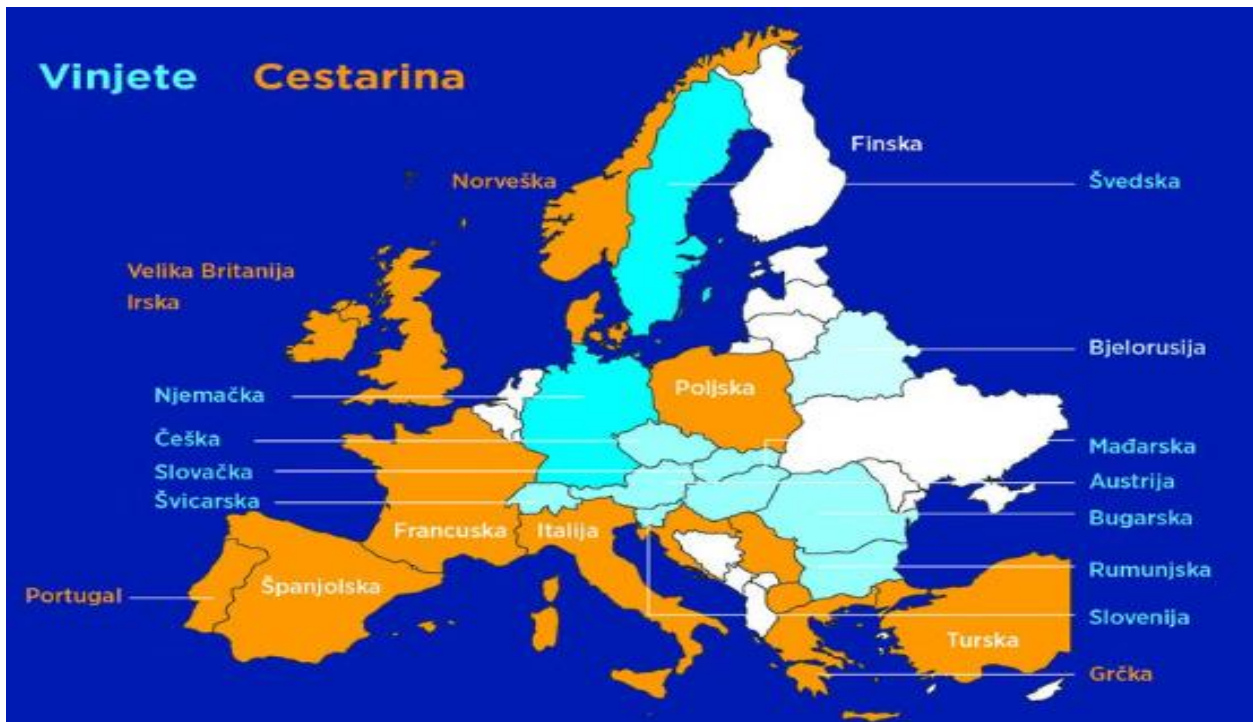 Vinjete Cestarina
Finska
Norveška
Švedska
Velika Britanija
Irska
Bjelorusija
Poljska
Njemačka
Češka
Mađarska
Slovačka
Austrija
Švicarska
Bugarska
Francuska
Italija
Rumunjska
Španjolska
Portugal
Slovenija
Turska
Grčka